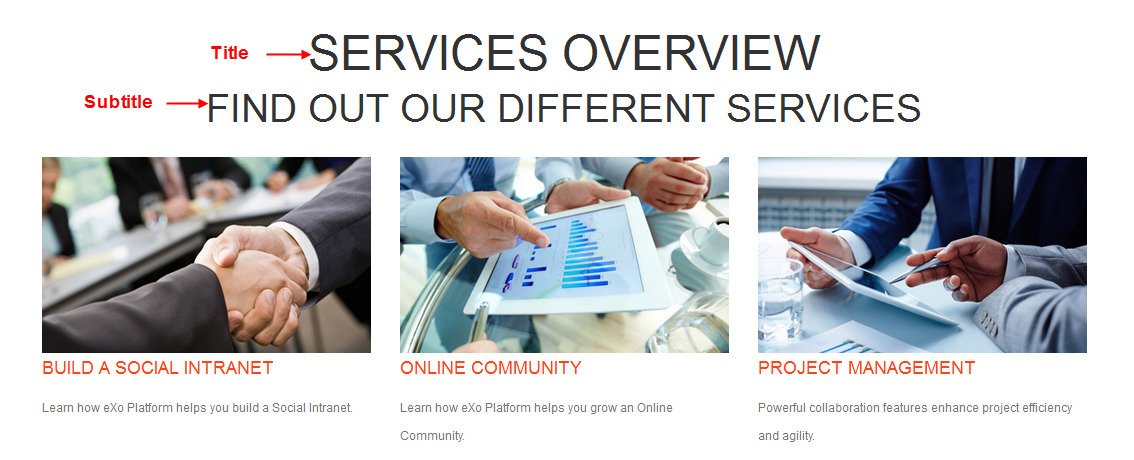 Title
SERVICES OVERVIEW
Subtitle
FIND OUT OUR DIFFERENT SERVICES
BUILD A SOCIAL INTRANET
Learn how eXo Platform helps you build a Social Intranet.
ONLINE COMMUNITY
Learn how eXo Platform helps you grow an Online
Community.
PROJECT MANAGEMENT
Powerful collaboration features enhance project efficiency
and agility.